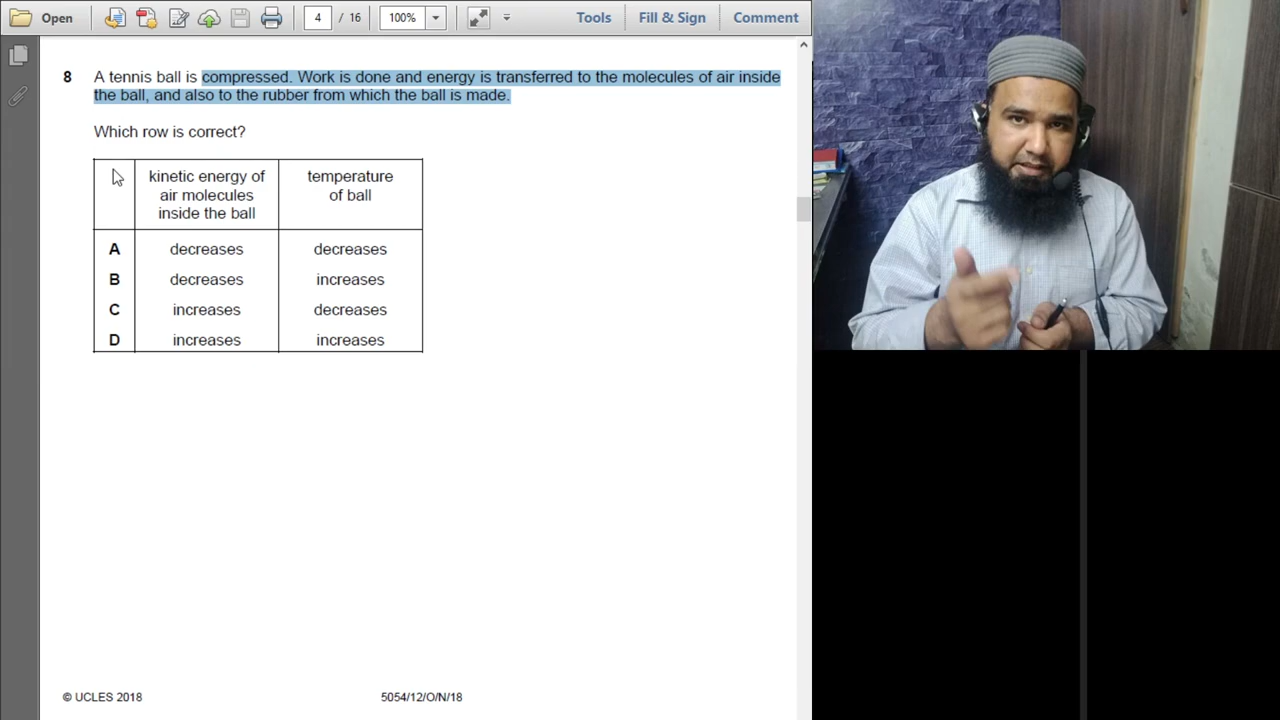 Open
4
/ 16
100%
Tools
Fill & Sign
Comment
8 A tennis ball is compressed. Work is done and energy is transferred to the molecules of air inside
the ball, and also to the rubber from which the ball is made.
Which row is correct?
kinetic energy of
air molecules
inside the ball
temperature
of ball
A decreases decreases
B decreases increases
C increases decreases
D increases increases
© UCLES 2018
5054/12/O/N/18